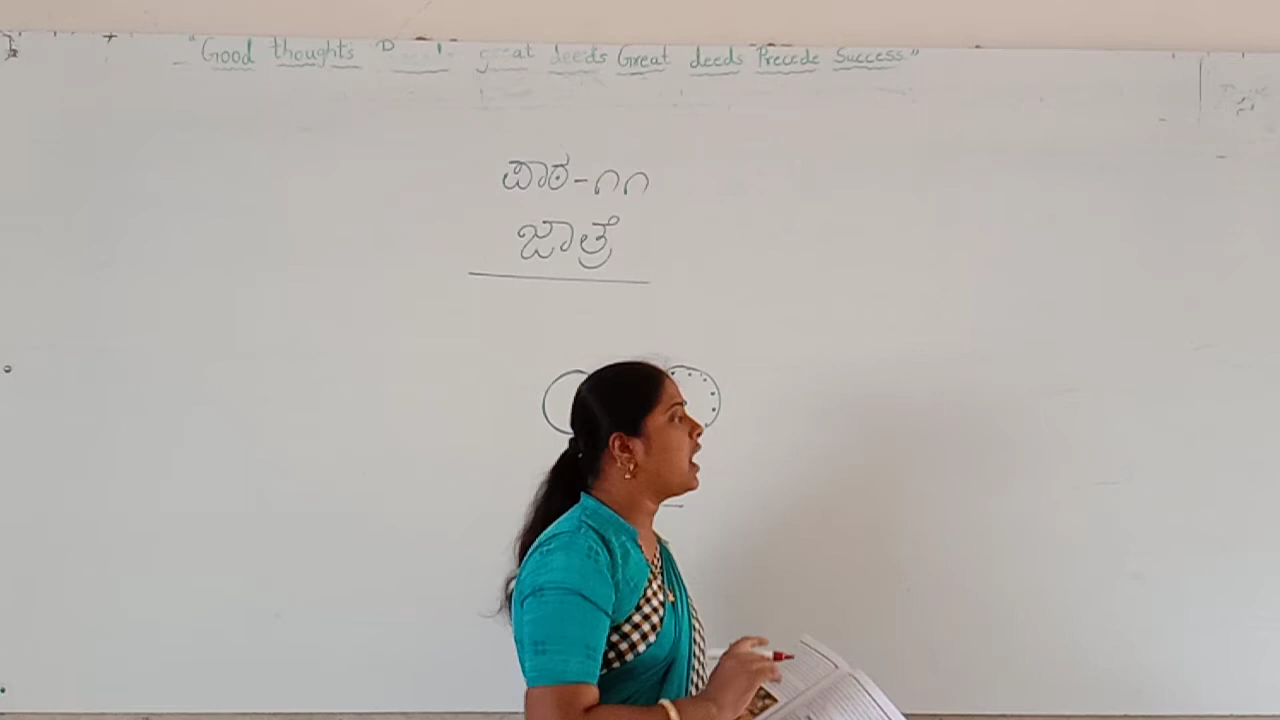 "Good thoughts great deeds Great deeds Precede Success"
ಪಾಠ-೧೧
ಜಾತ್ರೆ